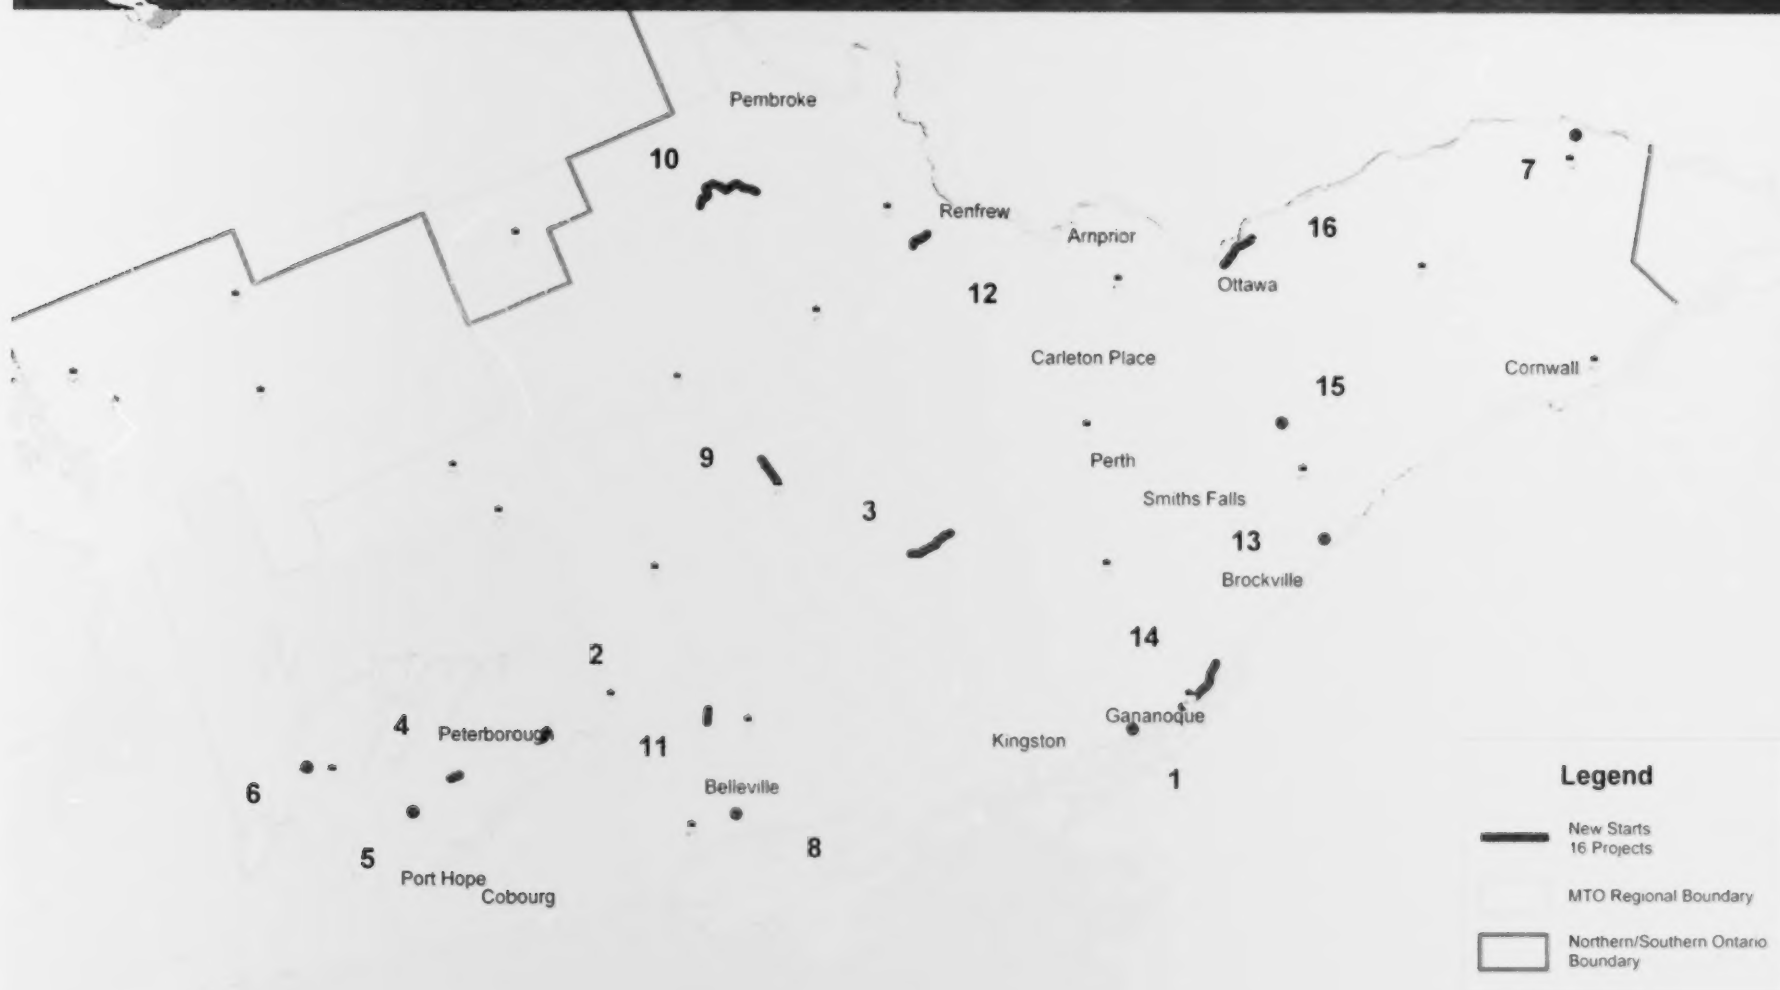 Pembroke
10
7
Renfrew
16
Arnprior
12
Ottawa
Carleton Place
Cornwall
15
9
Perth
3
Smiths Falls
13
Brockville
14
2
4
Peterborough
11
Kingston
Gananoque
6
Belleville
1
5
8
Port Hope
Cobourg
Legend
New Starts
16 Projects
MTO Regional Boundary
Northern/Southern Ontario
Boundary